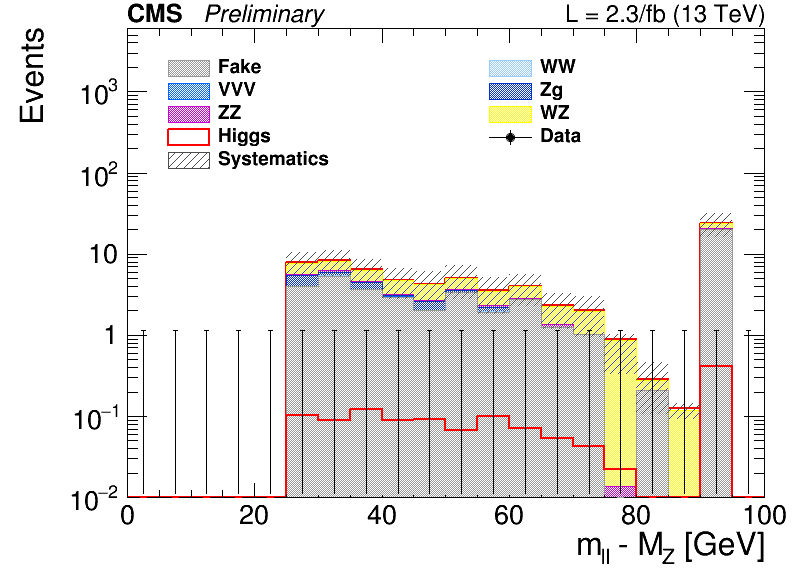 CMS Preliminary L = 2.3/fb (13 TeV)
Events
Fake WW
VVV Zg
ZZ WZ
Higgs Data
Systematics
10³
10²
10
1
10⁻¹
10⁻²
0 20 40 60 80 100
m_ll - M_Z [GeV]